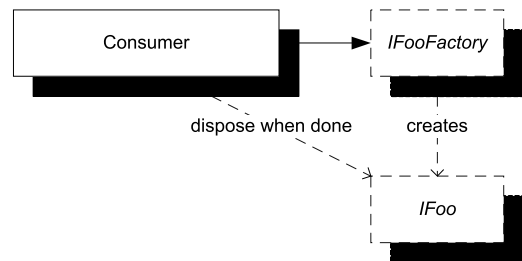 Consumer
IFooFactory
dispose when done
creates
IFoo